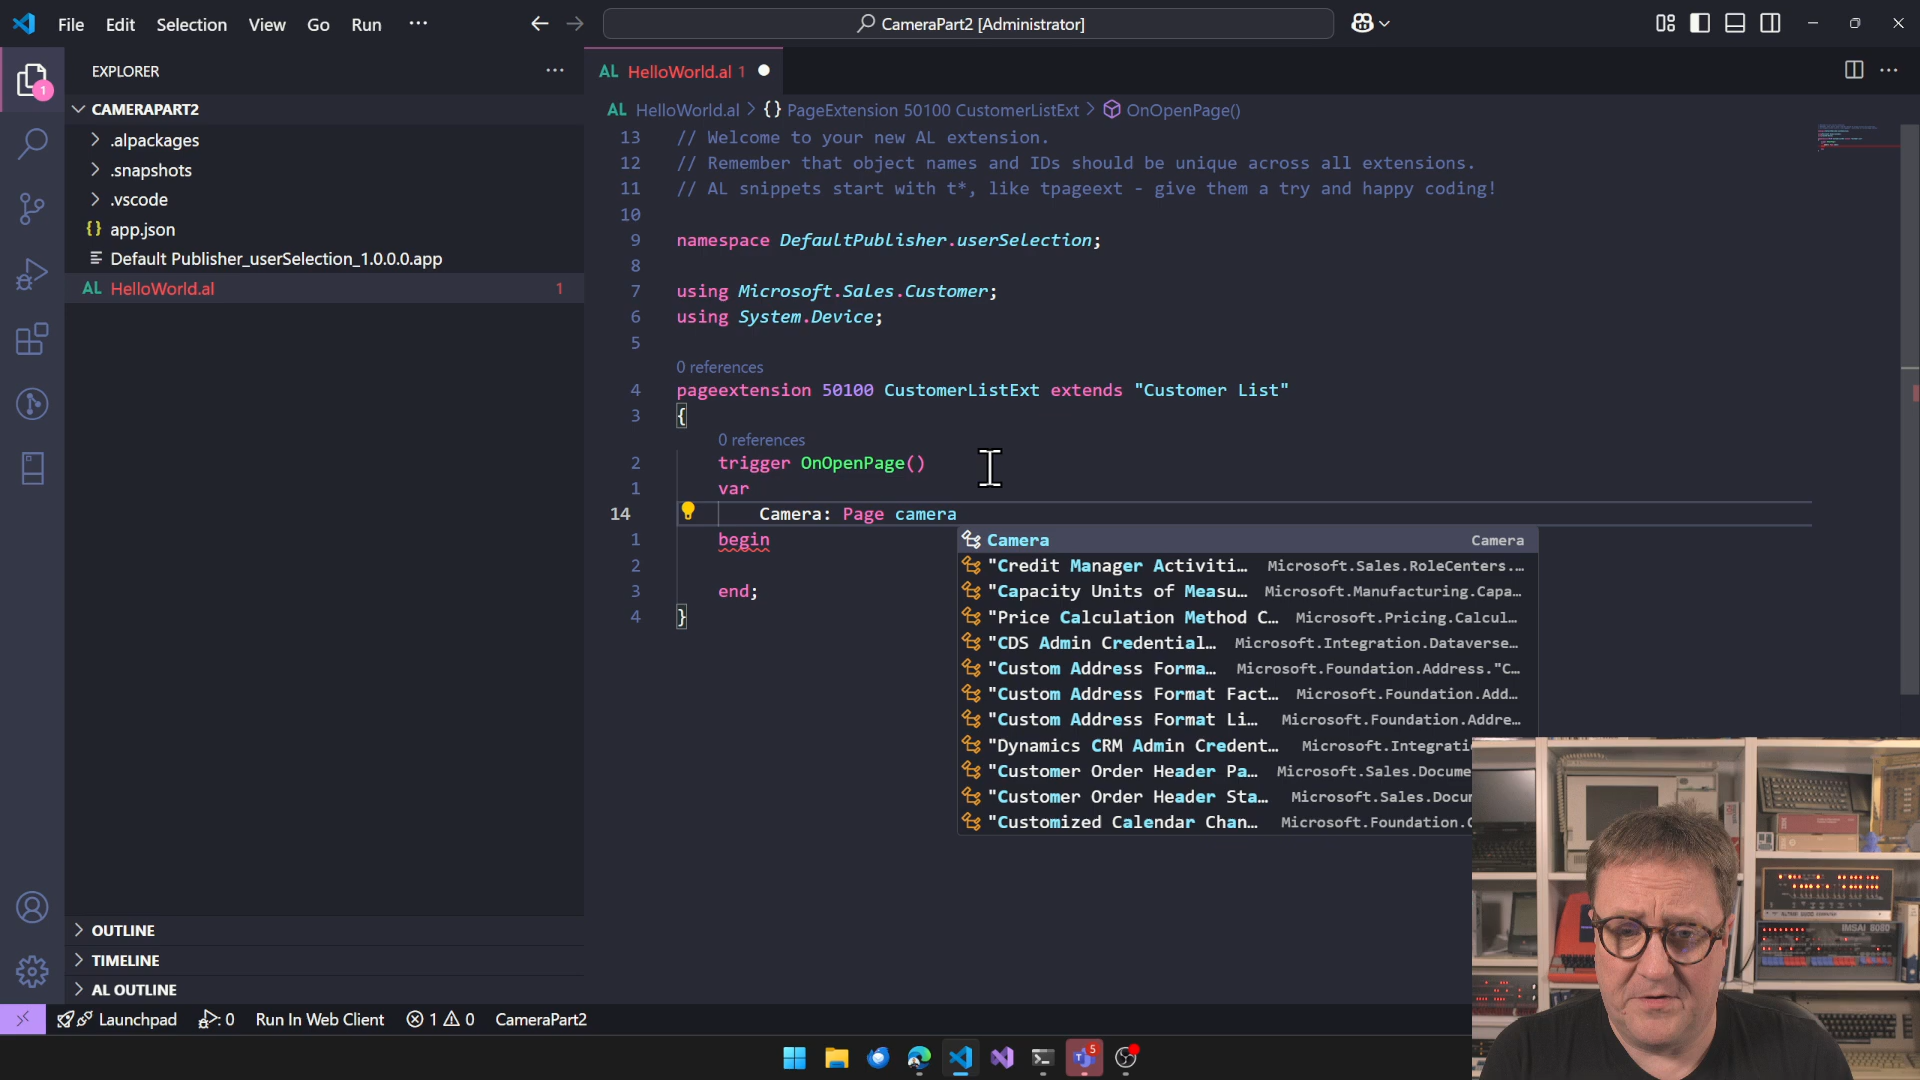 File Edit Selection View Go Run ···
CameraPart2 [Administrator]
EXPLORER
AL HelloWorld.al 1
1
CAMERAPART2
AL HelloWorld.al > {} PageExtension 50100 CustomerListExt > OnOpenPage()
.alpackages
.snapshots
.vscode
{} app.json
Default Publisher_userSelection_1.0.0.0.app
AL HelloWorld.al 1
13 // Welcome to your new AL extension.
12 // Remember that object names and IDs should be unique across all extensions.
11 // AL snippets start with t*, like tpageext - give them a try and happy coding!
10
9 namespace DefaultPublisher.userSelection;
8
7 using Microsoft.Sales.Customer;
6 using System.Device;
5
0 references
4 pageextension 50100 CustomerListExt extends "Customer List"
3 {
0 references
2 trigger OnOpenPage()
1 var
14 Camera: Page camera
1 begin
2
3 end;
4 }
Camera Camera
"Credit Manager Activiti… Microsoft.Sales.RoleCenters.…
"Capacity Units of Measu… Microsoft.Manufacturing.Capa…
"Price Calculation Method C… Microsoft.Pricing.Calcul…
"CDS Admin Credential… Microsoft.Integration.Dataverse…
"Custom Address Forma… Microsoft.Foundation.Address."C…
"Custom Address Format Fact… Microsoft.Foundation.Add…
"Custom Address Format Li… Microsoft.Foundation.Addre…
"Dynamics CRM Admin Credent… Microsoft.Integrati
"Customer Order Header Pa… Microsoft.Sales.Docume
"Customer Order Header Sta… Microsoft.Sales.Docum
"Customized Calendar Chan… Microsoft.Foundation.C
IMSAI 8080
OUTLINE
TIMELINE
AL OUTLINE
Launchpad 0 Run In Web Client 1 0 CameraPart2
5